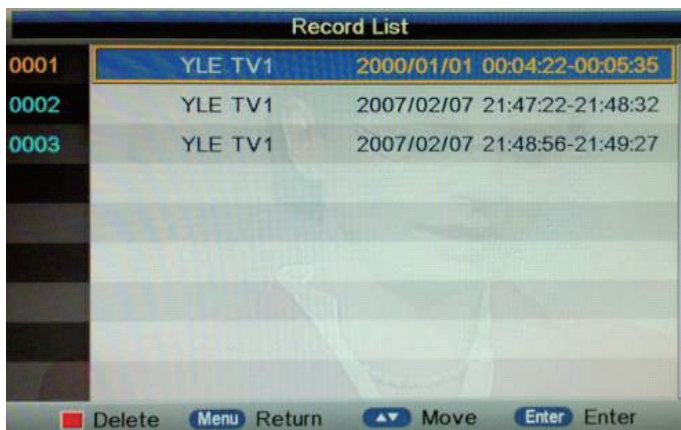 Record List
0001 YLE TV1 2000/01/01 00:04:22-00:05:35
0002 YLE TV1 2007/02/07 21:47:22-21:48:32
0003 YLE TV1 2007/02/07 21:48:56-21:49:27
Delete Menu Return Move Enter Enter